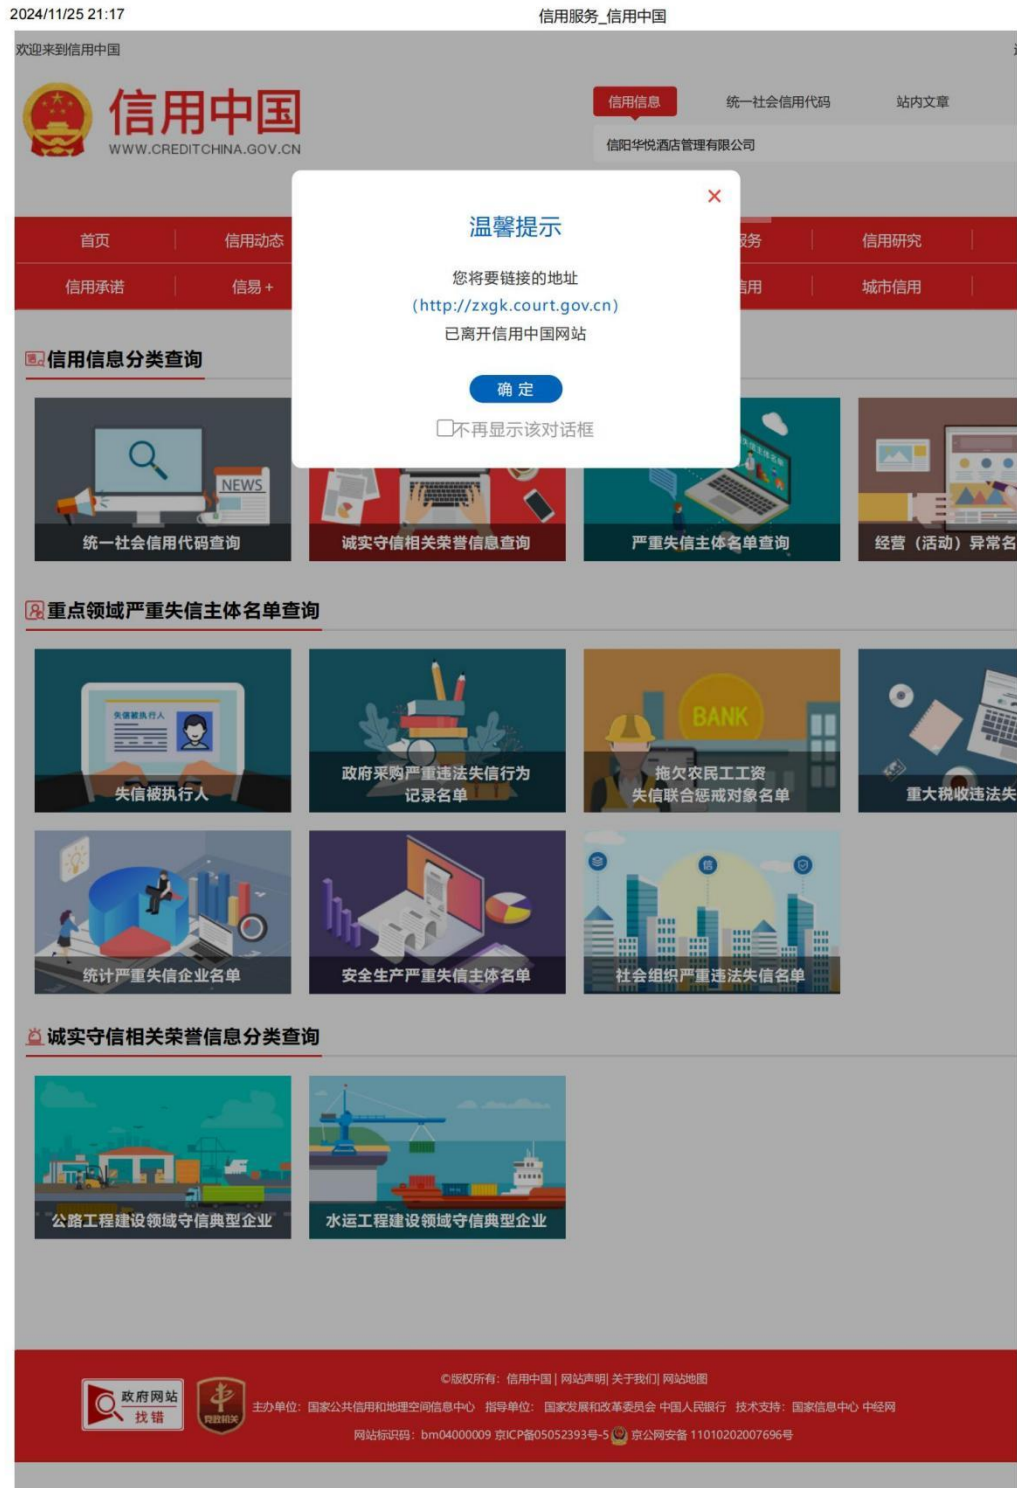 2024/11/25 21:17
信用服务_信用中国
欢迎来到信用中国
信用中国
WWW.CREDITCHINA.GOV.CN
信用信息
统一社会信用代码
站内文章
信阳华悦酒店管理有限公司
首页
信用动态
服务
信用研究
信用承诺
信易+
信用
城市信用
温馨提示
您将要链接的地址
(http://zxgk.court.gov.cn)
已离开信用中国网站
确定
不再显示该对话框
信用信息分类查询
NEWS
统一社会信用代码查询
诚实守信相关荣誉信息查询
严重失信主体名单查询
经营（活动）异常名
重点领域严重失信主体名单查询
失信被执行人
失信被执行人
政府采购严重违法失信行为
记录名单
BANK
拖欠农民工工资
失信联合惩戒对象名单
重大税收违法失
信
统计严重失信企业名单
安全生产严重失信主体名单
社会组织严重违法失信名单
诚实守信相关荣誉信息分类查询
公路工程建设领域守信典型企业
水运工程建设领域守信典型企业
政府网站
找错
党政机关
©版权所有：信用中国| 网站声明| 关于我们| 网站地图
主办单位：国家公共信用和地理空间信息中心 指导单位：国家发展和改革委员会 中国人民银行 技术支持：国家信息中心 中经网
网站标识码：bm04000009 京ICP备05052393号-5 京公网安备 11010202007696号